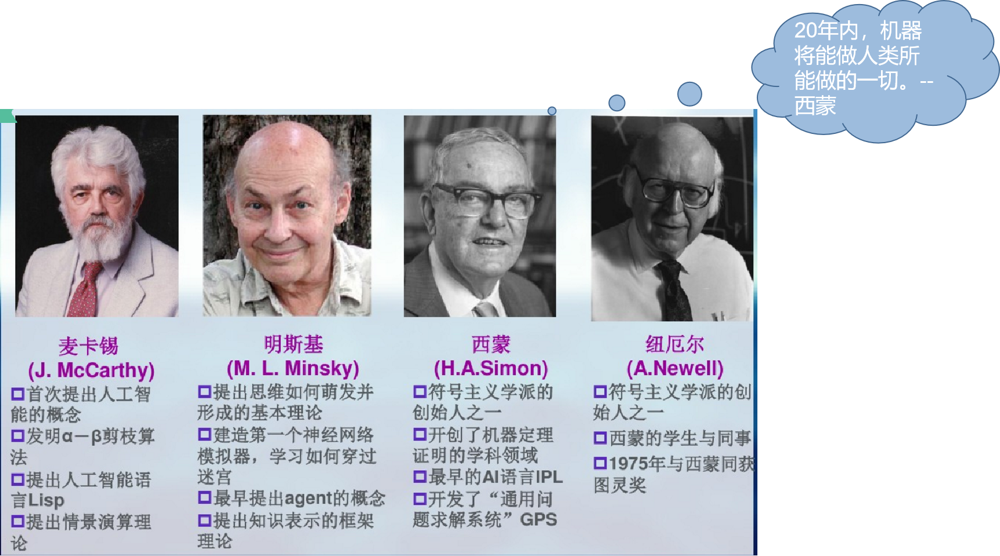 20年内，机器
将能做人类所
能做的一切。--
西蒙
麦卡锡
(J. McCarthy)
首次提出人工智
能的概念
发明α－β剪枝算
法
提出人工智能语
言Lisp
提出情景演算理
论
明斯基
(M. L. Minsky)
提出思维如何萌发并
形成的基本理论
建造第一个神经网络
模拟器，学习如何穿过
迷宫
最早提出agent的概念
提出知识表示的框架
理论
西蒙
(H.A.Simon)
符号主义学派的
创始人之一
开创了机器定理
证明的学科领域
最早的AI语言IPL
开发了“通用问
题求解系统”GPS
纽厄尔
(A.Newell)
符号主义学派的创
始人之一
西蒙的学生与同事
1975年与西蒙同获
图灵奖